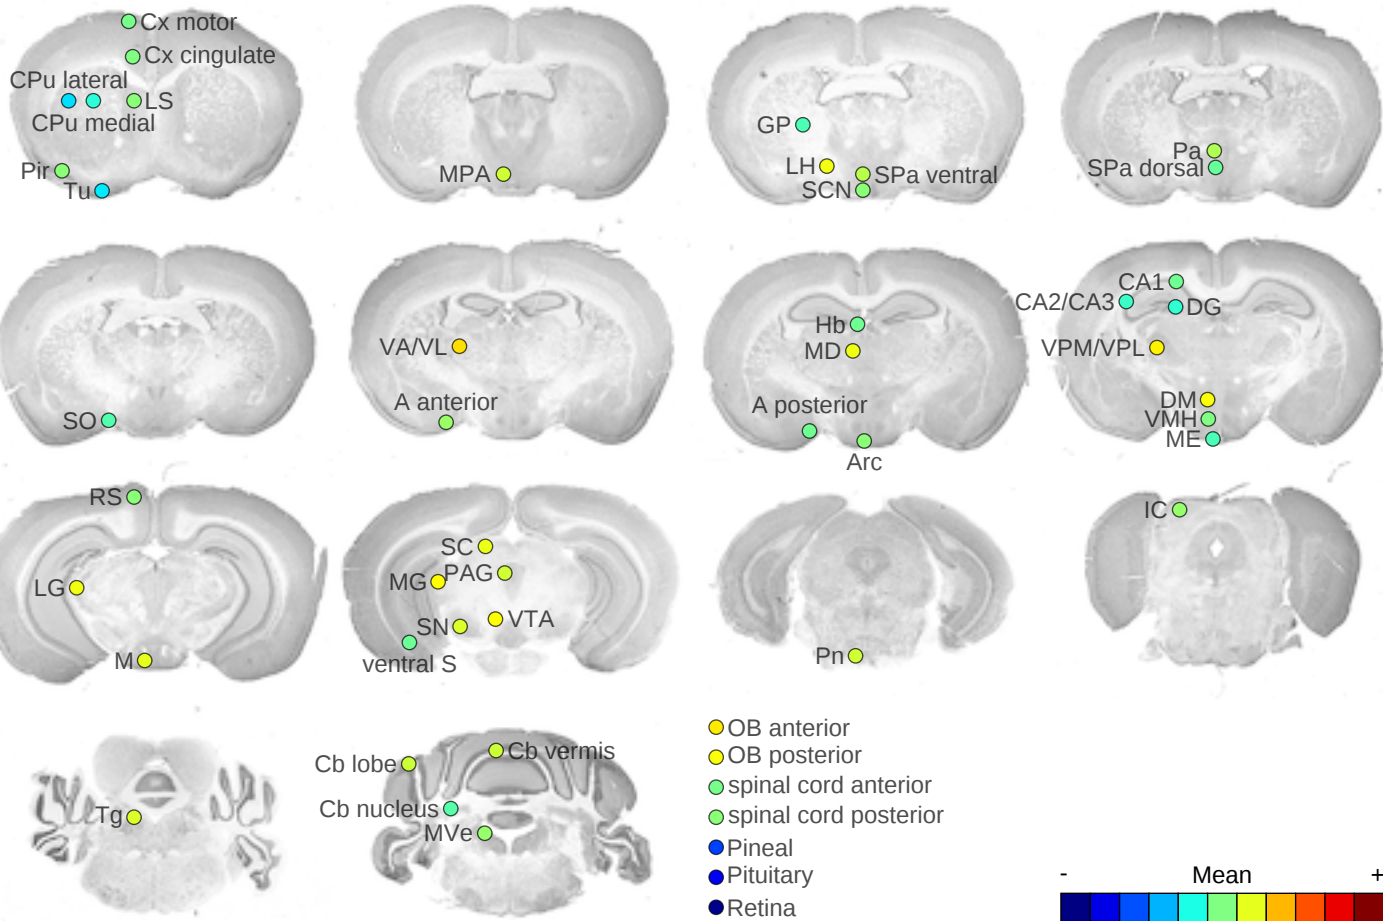 Cx motor
Cx cingulate
CPu lateral
LS
CPu medial
Pir
Tu
MPA
GP
LH
SPa ventral
SCN
Pa
SPa dorsal
SO
VA/VL
A anterior
Hb
MD
A posterior
Arc
CA1
CA2/CA3
DG
VPM/VPL
DM
VMH
ME
RS
LG
M
SC
MG
PAG
SN
VTA
ventral S
Pn
IC
Tg
Cb lobe
Cb vermis
Cb nucleus
MVe
OB anterior
OB posterior
spinal cord anterior
spinal cord posterior
Pineal
Pituitary
Retina
- Mean +